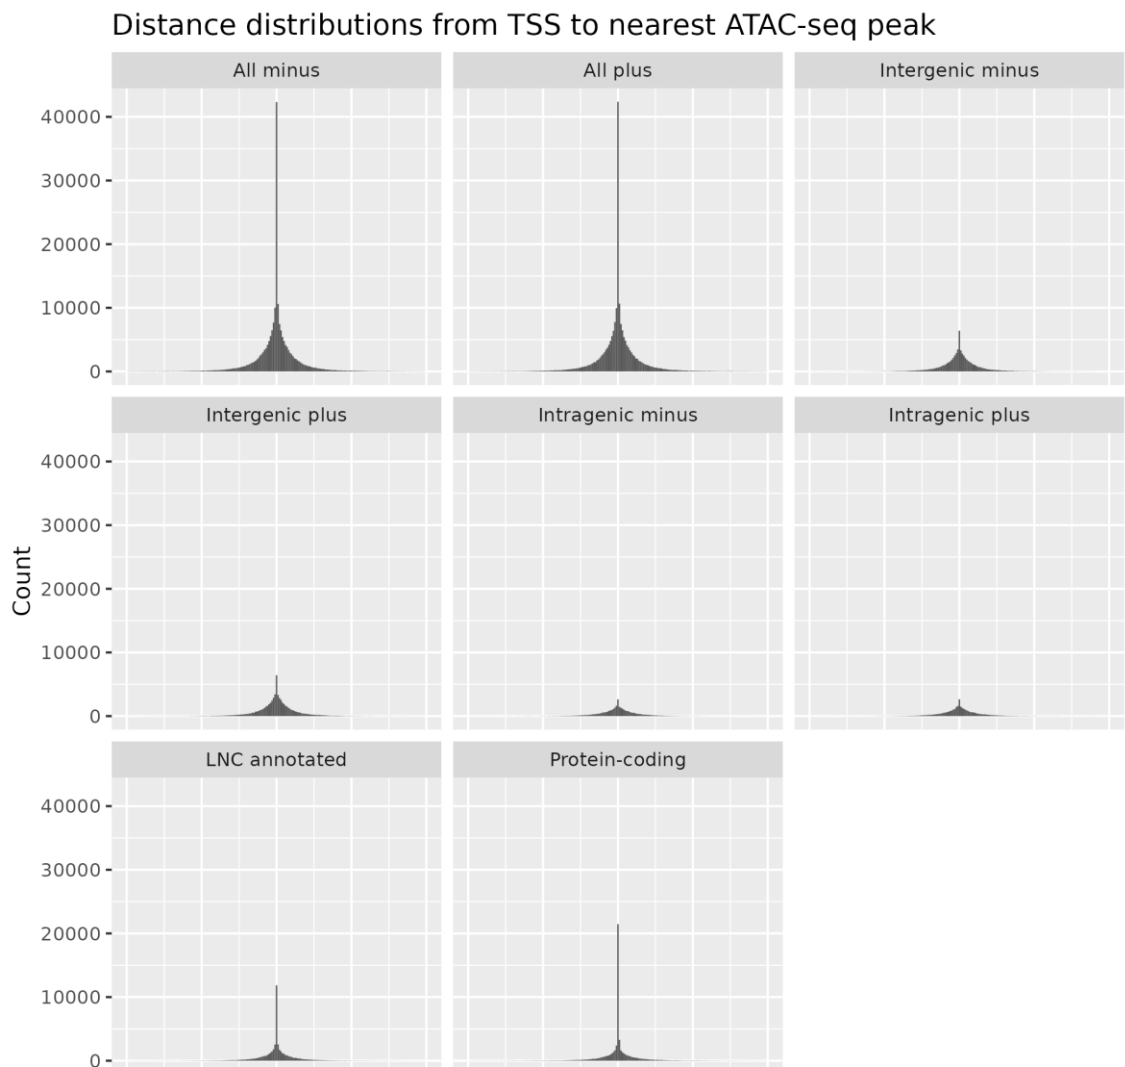 Distance distributions from TSS to nearest ATAC-seq peak
All minus
All plus
Intergenic minus
40000
30000
20000
10000
0
Intergenic plus
Intragenic minus
Intragenic plus
40000
30000
20000
10000
0
Count
LNC annotated
Protein-coding
40000
30000
20000
10000
0